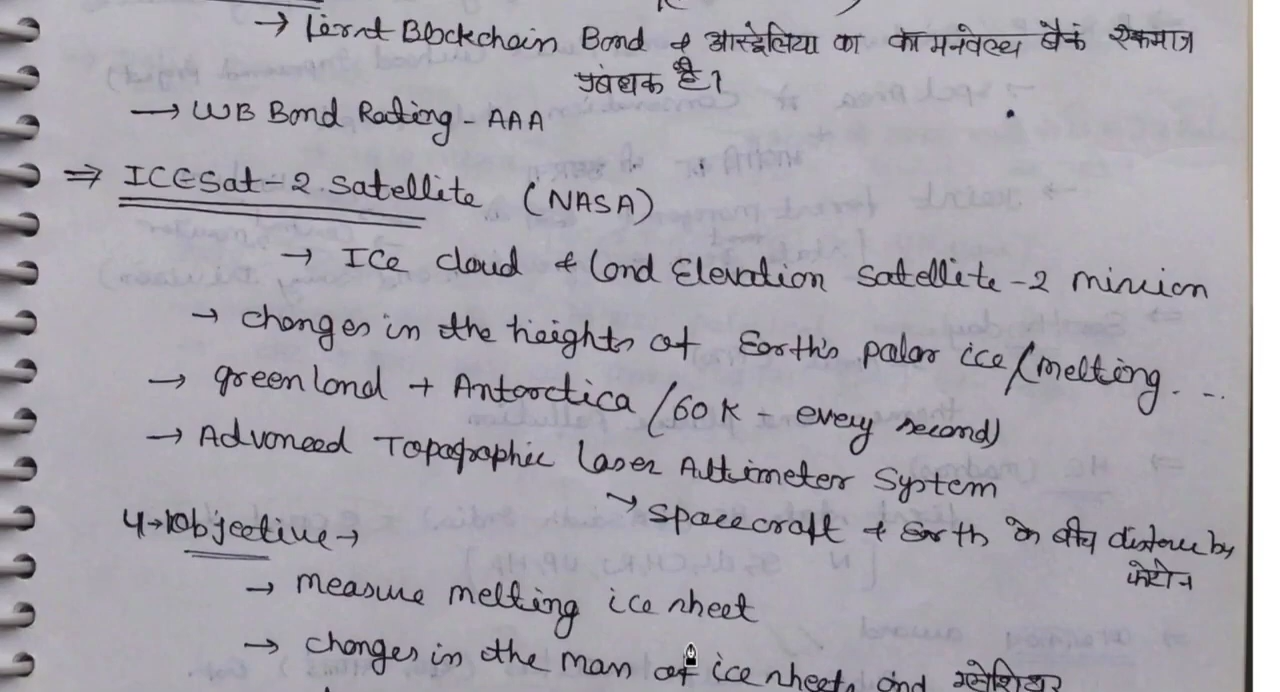 → First Blockchain Bond & आस्ट्रेलिया का कामनवेल्थ बैंक एकमात्र
प्रबंधक है।
→ WB Bond Rating - AAA
⇒ ICESat-2 satellite (NASA)
→ ICe cloud & Land Elevation satellite-2 mission
→ changes in the heights of Earth's polar ice/melting...
→ greenland + Antarctica /60K - every second)
→ Advanced Topographic Laser Altimeter System
→ spacecraft + Earth के बीच distance by
फोटोन
4→ Objective →
→ measure melting ice sheet
→ changes in the mass of ice sheets and ग्लेशियर